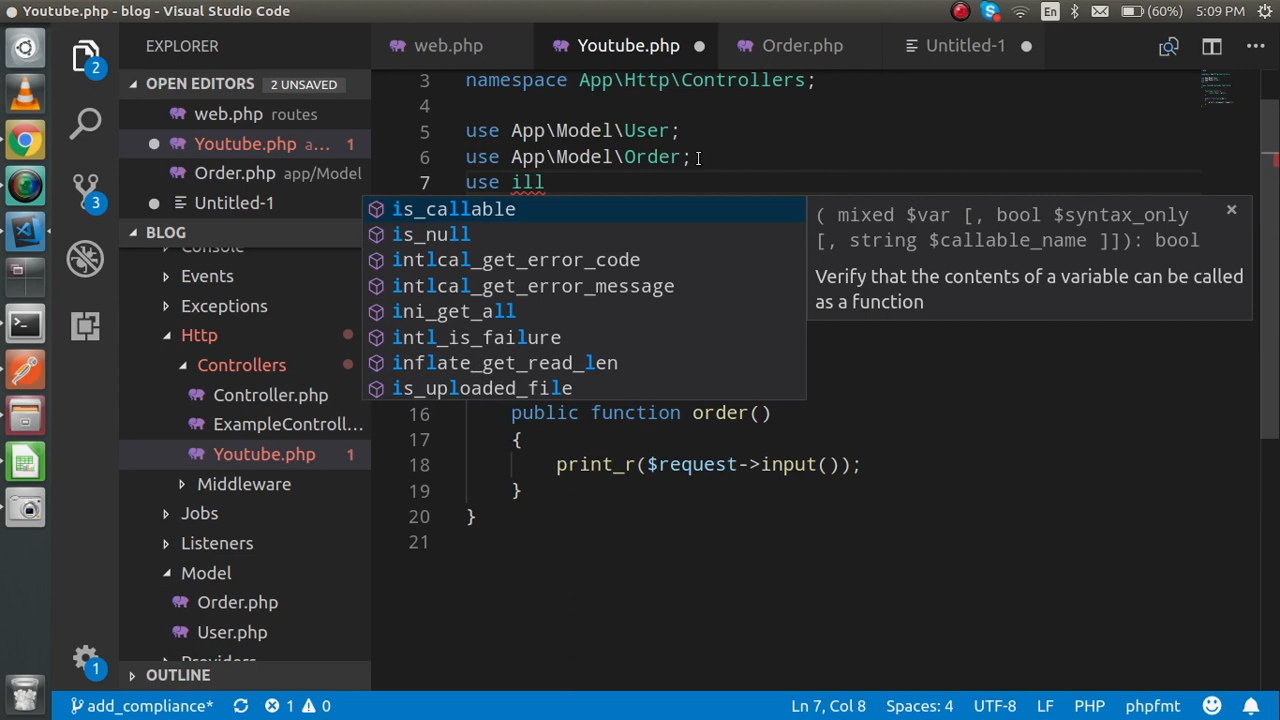 Youtube.php - blog - Visual Studio Code
En (60%) 5:09 PM
EXPLORER
web.php Youtube.php Order.php Untitled-1
OPEN EDITORS 2 UNSAVED
web.php routes
Youtube.php a... 1
Order.php app/Model
Untitled-1
BLOG
Console
Events
Exceptions
Http
Controllers
Controller.php
ExampleControll...
Youtube.php 1
Middleware
Jobs
Listeners
Model
Order.php
User.php
Providers
OUTLINE
2
3
1
3 namespace App\Http\Controllers;
4
5 use App\Model\User;
6 use App\Model\Order;
7 use ill
is_callable
is_null
intlcal_get_error_code
intlcal_get_error_message
ini_get_all
intl_is_failure
inflate_get_read_len
is_uploaded_file
( mixed $var [, bool $syntax_only
[, string $callable_name ]]): bool
Verify that the contents of a variable can be called
as a function
16 public function order()
17 {
18 print_r($request->input());
19 }
20 }
21
add_compliance* 1 0 Ln 7, Col 8 Spaces: 4 UTF-8 LF PHP phpfmt